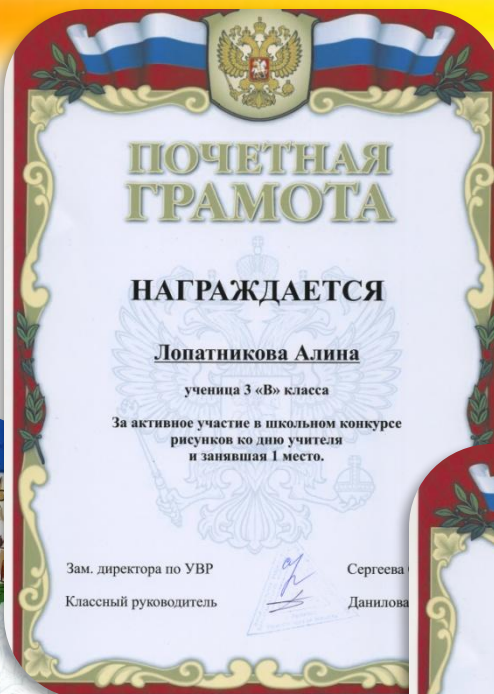 ПОЧЕТНАЯ
ГРАМОТА
НАГРАЖДАЕТСЯ
Лопатникова Алина
ученица 3 «В» класса
За активное участие в школьном конкурсе
рисунков ко дню учителя
и занявшая 1 место.
Зам. директора по УВР Сергеева
Классный руководитель Данилова